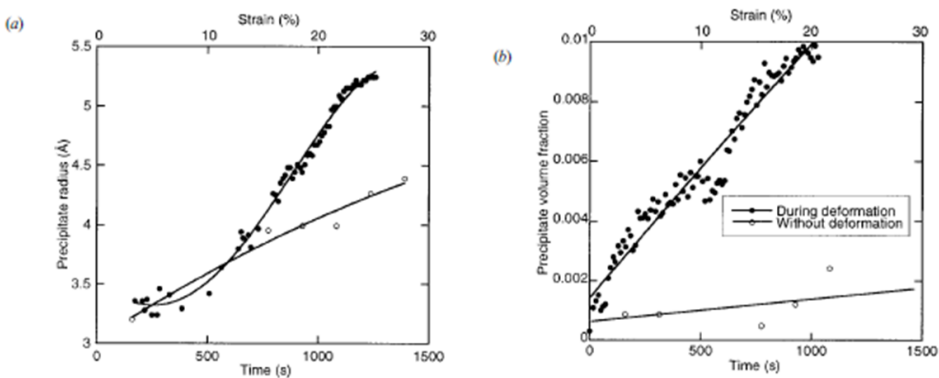 (a)
Strain (%)
0 10 20 30
5.5
5
4.5
4
3.5
3
Precipitate radius (Å)
0 500 1000 1500
Time (s)
(b)
Strain (%)
0 10 20 30
0.01
0.008
0.006
0.004
0.002
0
Precipitate volume fraction
During deformation
Without deformation
0 500 1000 1500
Time (s)